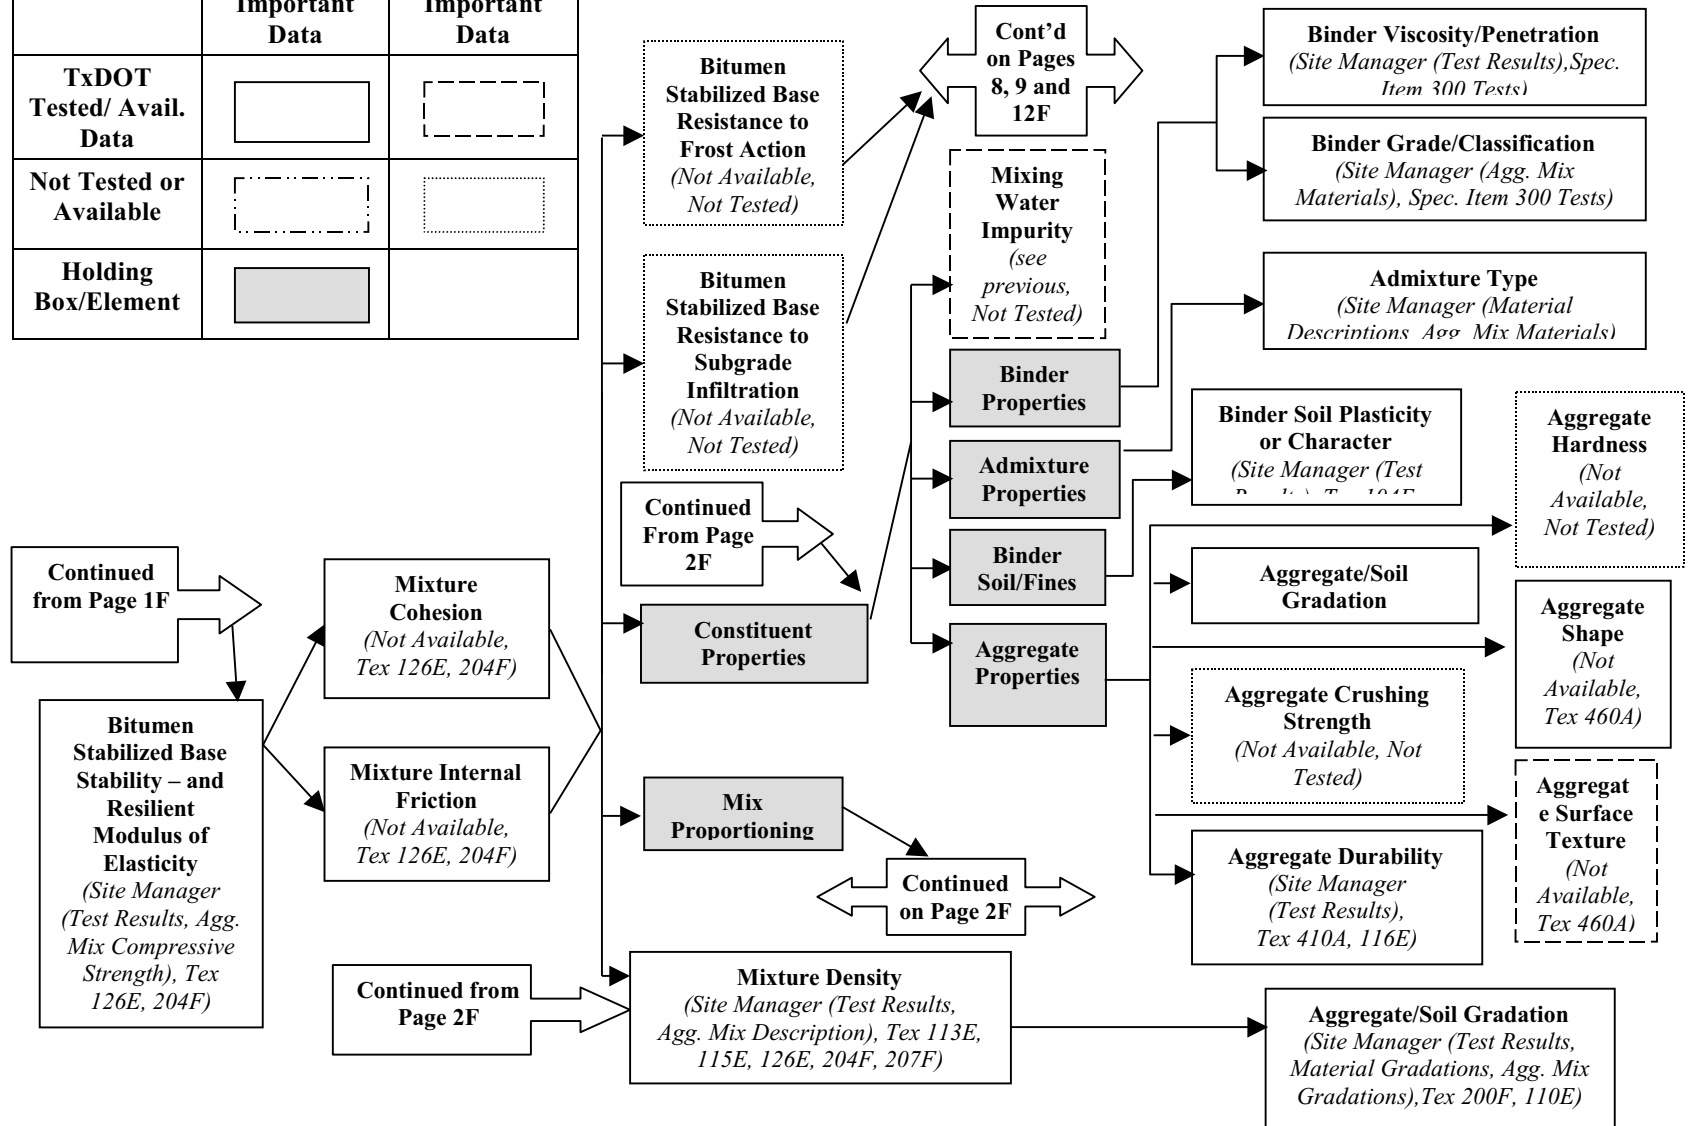 Important
Data
Important
Data
TxDOT
Tested/ Avail.
Data
Not Tested or
Available
Holding
Box/Element
Bitumen
Stabilized Base
Resistance to
Frost Action
(Not Available,
Not Tested)
Bitumen
Stabilized Base
Resistance to
Subgrade
Infiltration
(Not Available,
Not Tested)
Cont’d
on Pages
8, 9 and
12F
Mixing
Water
Impurity
(see
previous,
Not Tested)
Binder
Properties
Admixture
Properties
Binder
Soil/Fines
Aggregate
Properties
Binder Viscosity/Penetration
(Site Manager (Test Results),Spec.
Item 300 Tests)
Binder Grade/Classification
(Site Manager (Agg. Mix
Materials), Spec. Item 300 Tests)
Admixture Type
(Site Manager (Material
Descriptions, Agg. Mix Materials)
Binder Soil Plasticity
or Character
(Site Manager (Test
Results), Tex 104E
Aggregate
Hardness
(Not
Available,
Not Tested)
Aggregate/Soil
Gradation
Aggregate
Shape
(Not
Available,
Tex 460A)
Aggregate Crushing
Strength
(Not Available, Not
Tested)
Aggregat
e Surface
Texture
(Not
Available,
Tex 460A)
Aggregate Durability
(Site Manager
(Test Results),
Tex 410A, 116E)
Continued
From Page
2F
Constituent
Properties
Mix
Proportioning
Continued
on Page 2F
Continued
from Page 1F
Mixture
Cohesion
(Not Available,
Tex 126E, 204F)
Mixture Internal
Friction
(Not Available,
Tex 126E, 204F)
Bitumen
Stabilized Base
Stability – and
Resilient
Modulus of
Elasticity
(Site Manager
(Test Results, Agg.
Mix Compressive
Strength), Tex
126E, 204F)
Continued from
Page 2F
Mixture Density
(Site Manager (Test Results,
Agg. Mix Description), Tex 113E,
115E, 126E, 204F, 207F)
Aggregate/Soil Gradation
(Site Manager (Test Results,
Material Gradations, Agg. Mix
Gradations),Tex 200F, 110E)